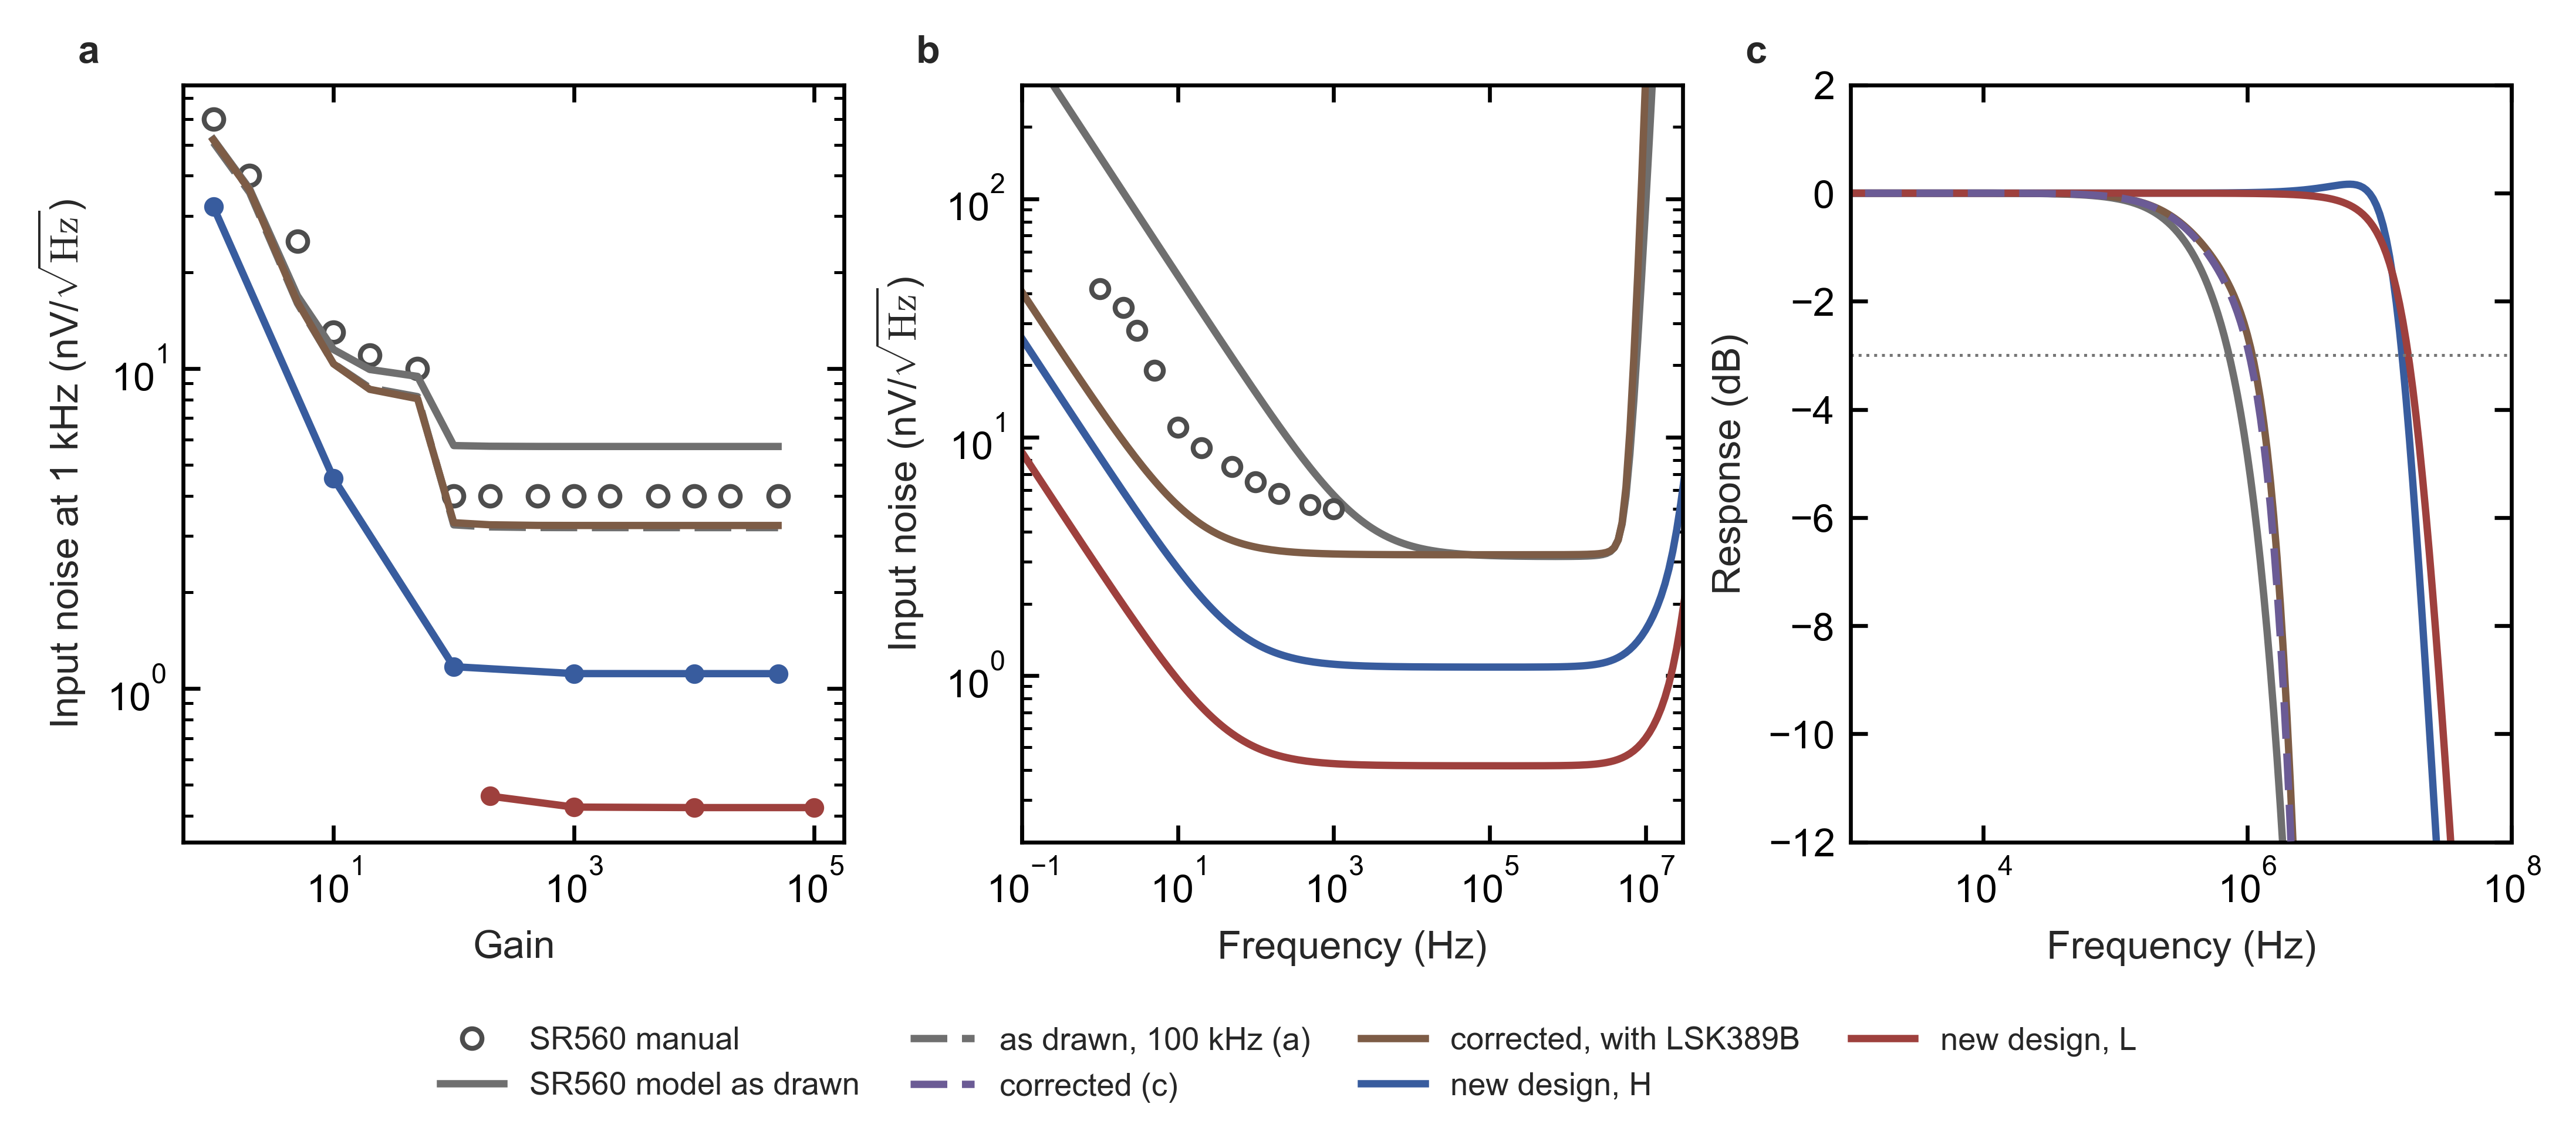 a
b
c
Input noise at 1 kHz (nV/√Hz)
10^1
10^0
10^1
10^3
10^5
Gain
Input noise (nV/√Hz)
10^2
10^1
10^0
10^−1
10^1
10^3
10^5
10^7
Frequency (Hz)
Response (dB)
2
0
−2
−4
−6
−8
−10
−12
10^4
10^6
10^8
Frequency (Hz)
SR560 manual
SR560 model as drawn
as drawn, 100 kHz (a)
corrected (c)
corrected, with LSK389B
new design, H
new design, L